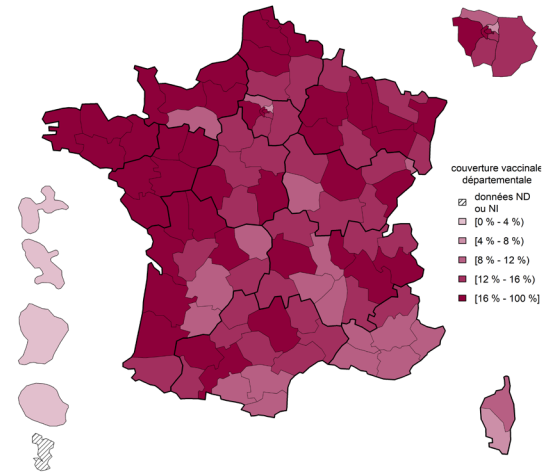 couverture vaccinale
départementale
données ND
ou NI
[0 % - 4 %)
[4 % - 8 %)
[8 % - 12 %)
[12 % - 16 %)
[16 % - 100 %]